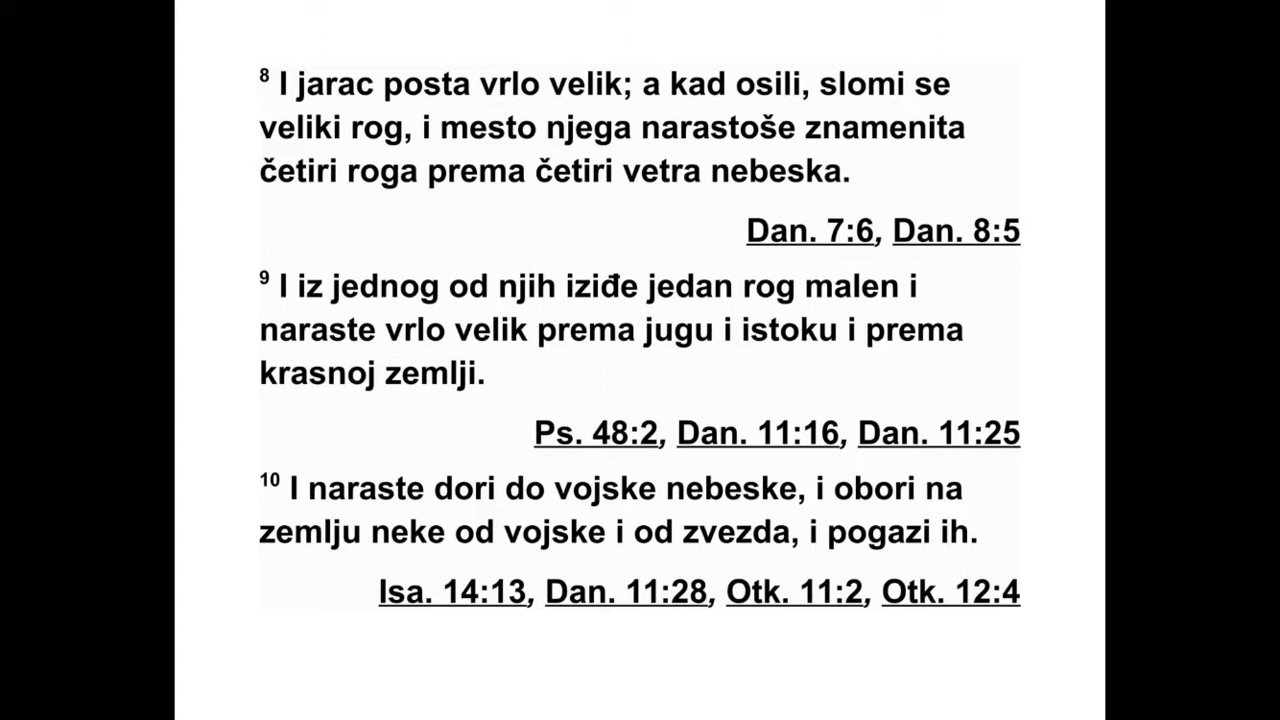 8 I jarac posta vrlo velik; a kad osili, slomi se
veliki rog, i mesto njega narastoše znamenita
četiri roga prema četiri vetra nebeska.
Dan. 7:6, Dan. 8:5
9 I iz jednog od njih iziđe jedan rog malen i
naraste vrlo velik prema jugu i istoku i prema
krasnoj zemlji.
Ps. 48:2, Dan. 11:16, Dan. 11:25
10 I naraste dori do vojske nebeske, i obori na
zemlju neke od vojske i od zvezda, i pogazi ih.
Isa. 14:13, Dan. 11:28, Otk. 11:2, Otk. 12:4